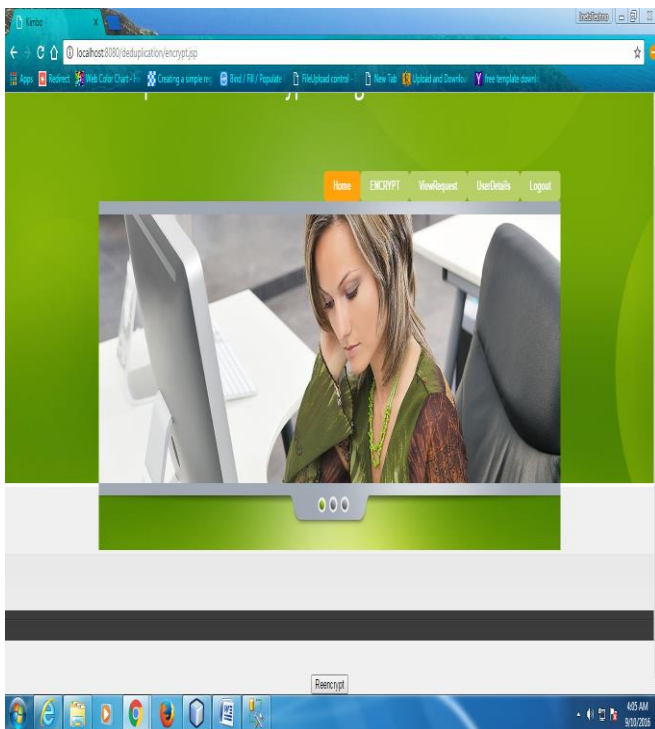 Kimbo
localhost:8080/deduplication/encrypt.jsp
Apps Redirect Web Color Chart - H Creating a simple reg Bind / Fill / Populate FileUpload control - New Tab Upload and Downlo free template downl
Home ENCRYPT ViewRequest UserDetails Logout
Reencrypt
4:05 AM
9/10/2016